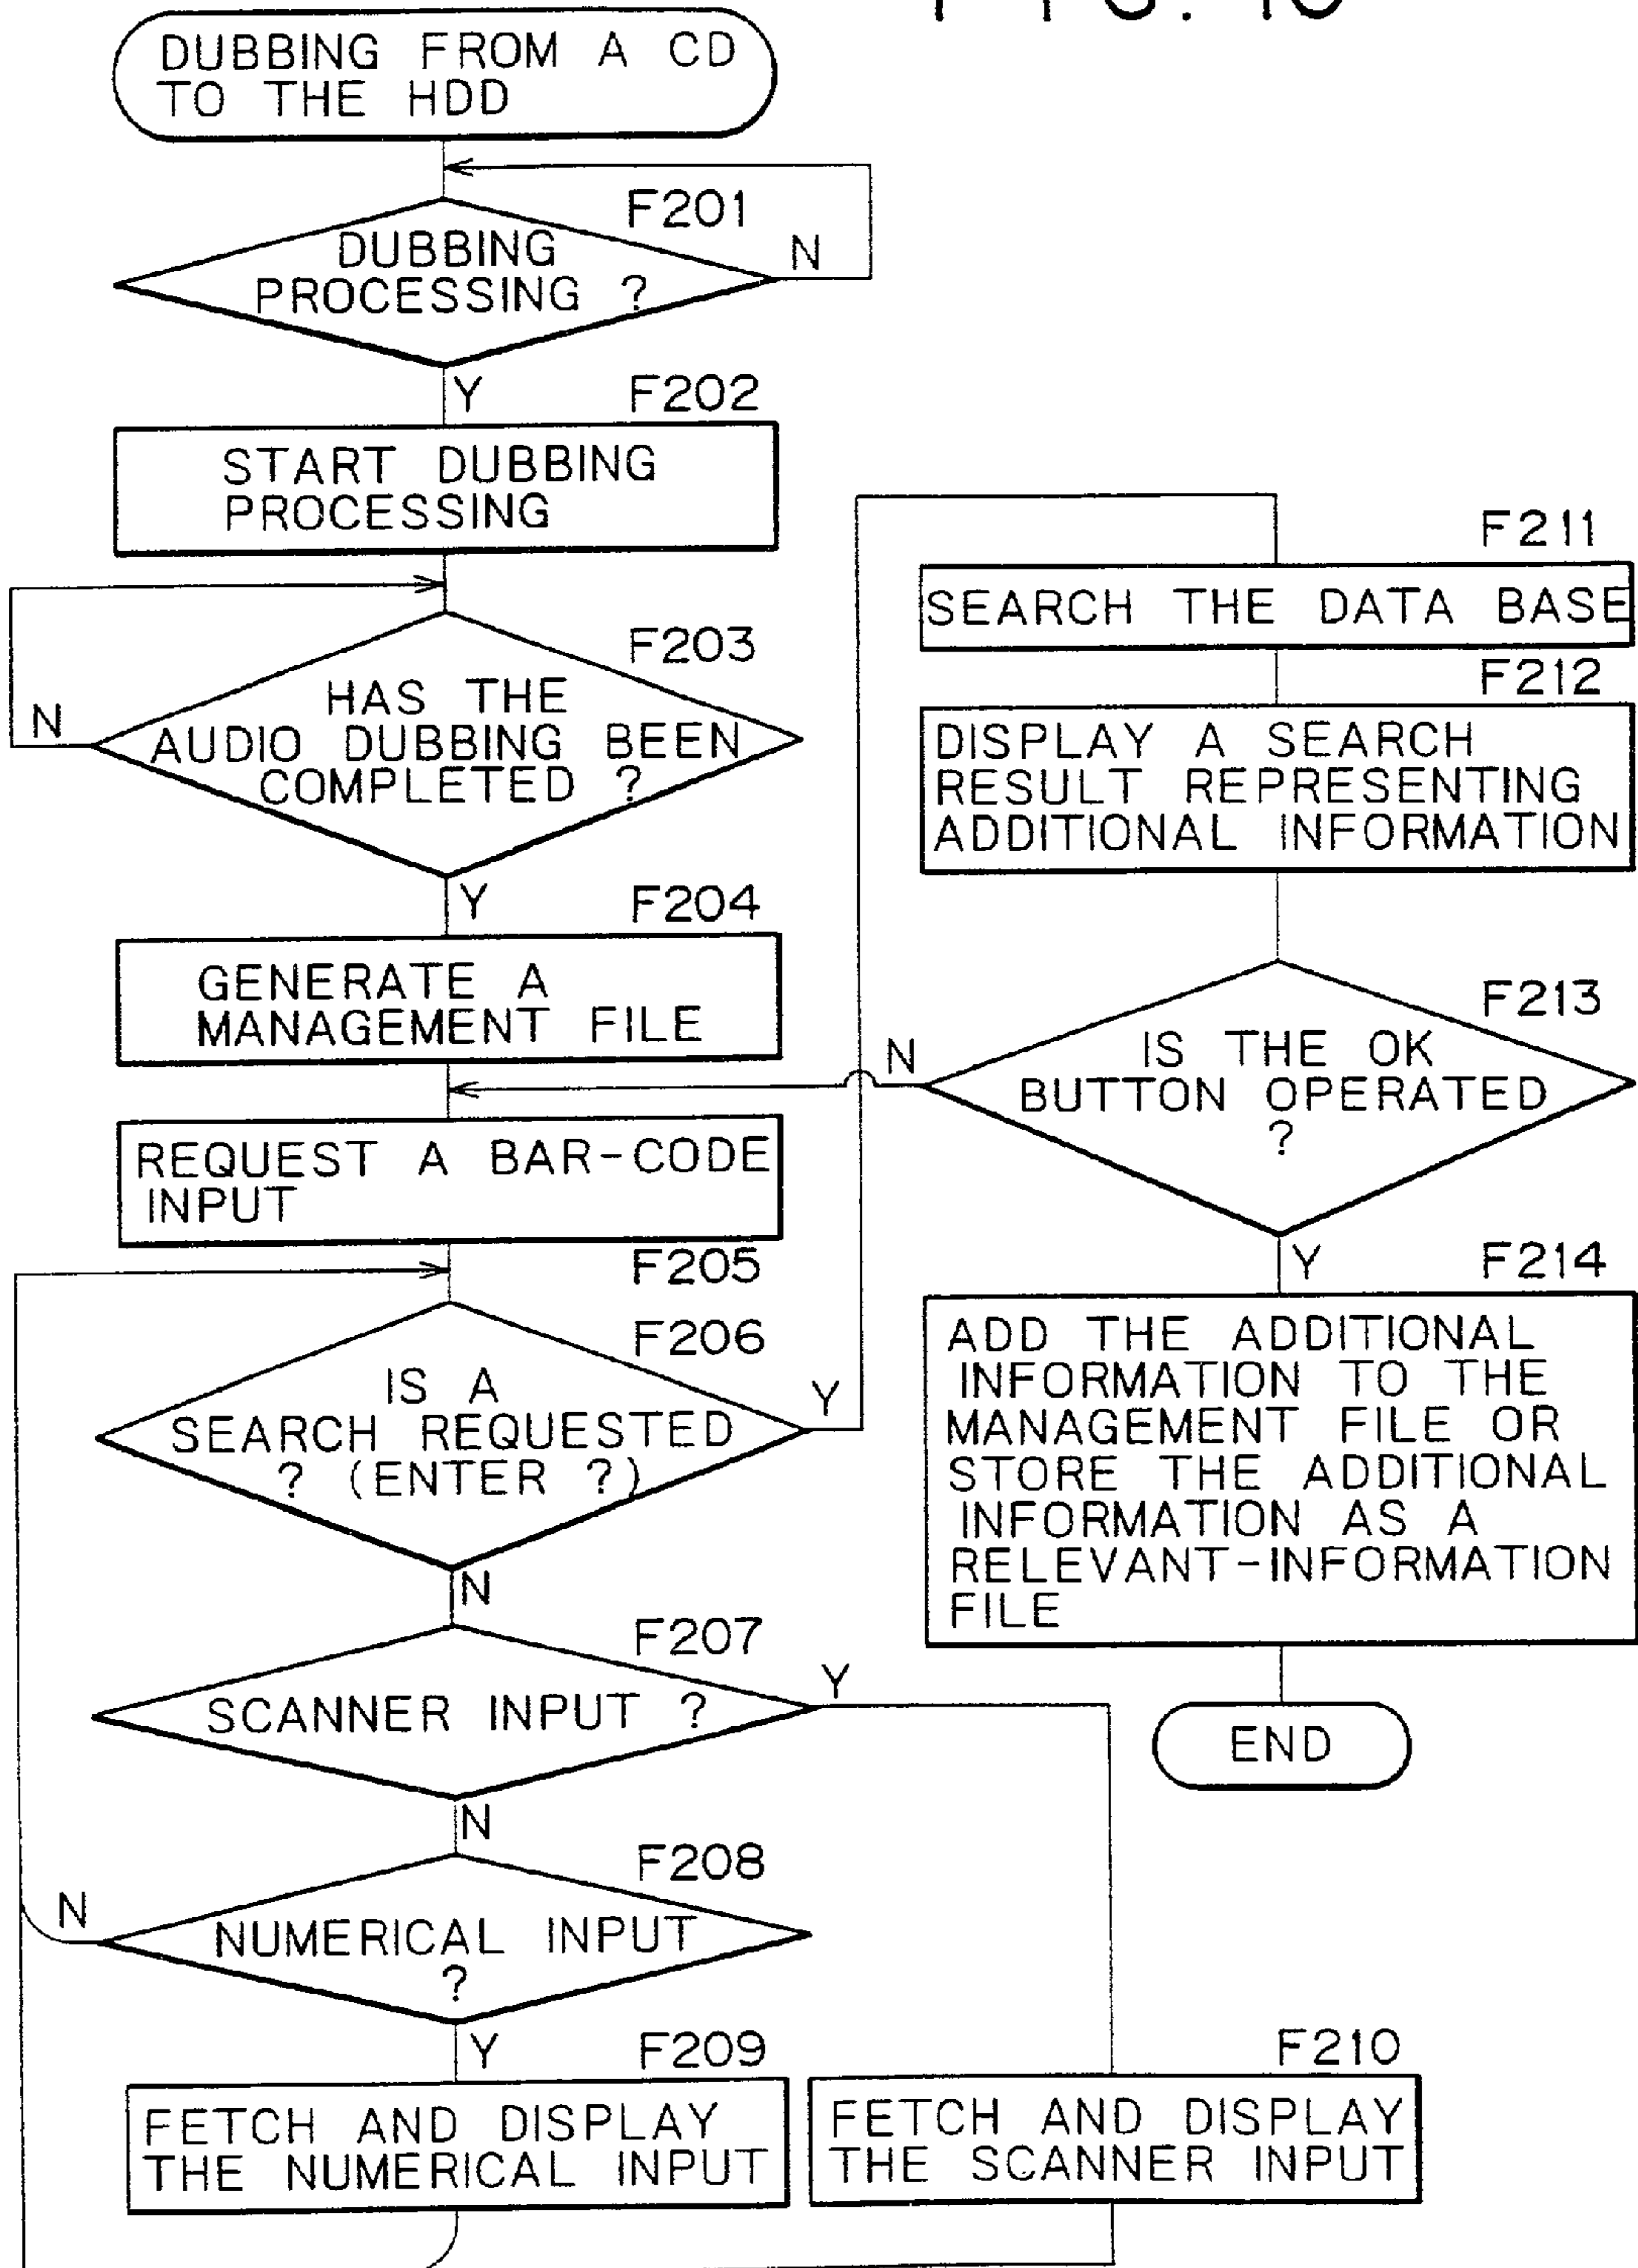 FIG.
DUBBING FROM A CD
TO THE HDD
F201
DUBBING
PROCESSING ?
N
Y
F202
START DUBBING
PROCESSING
F203
HAS THE
AUDIO DUBBING BEEN
COMPLETED ?
N
Y
F204
GENERATE A
MANAGEMENT FILE
REQUEST A BAR-CODE
INPUT
F205
F206
IS A
SEARCH REQUESTED
? (ENTER ?)
Y
N
F207
SCANNER INPUT ?
Y
N
F208
NUMERICAL INPUT
?
N
Y
F209
FETCH AND DISPLAY
THE NUMERICAL INPUT
F210
FETCH AND DISPLAY
THE SCANNER INPUT
F211
SEARCH THE DATA BASE
F212
DISPLAY A SEARCH
RESULT REPRESENTING
ADDITIONAL INFORMATION
F213
IS THE OK
BUTTON OPERATED
?
N
Y
F214
ADD THE ADDITIONAL
INFORMATION TO THE
MANAGEMENT FILE OR
STORE THE ADDITIONAL
INFORMATION AS A
RELEVANT-INFORMATION
FILE
END